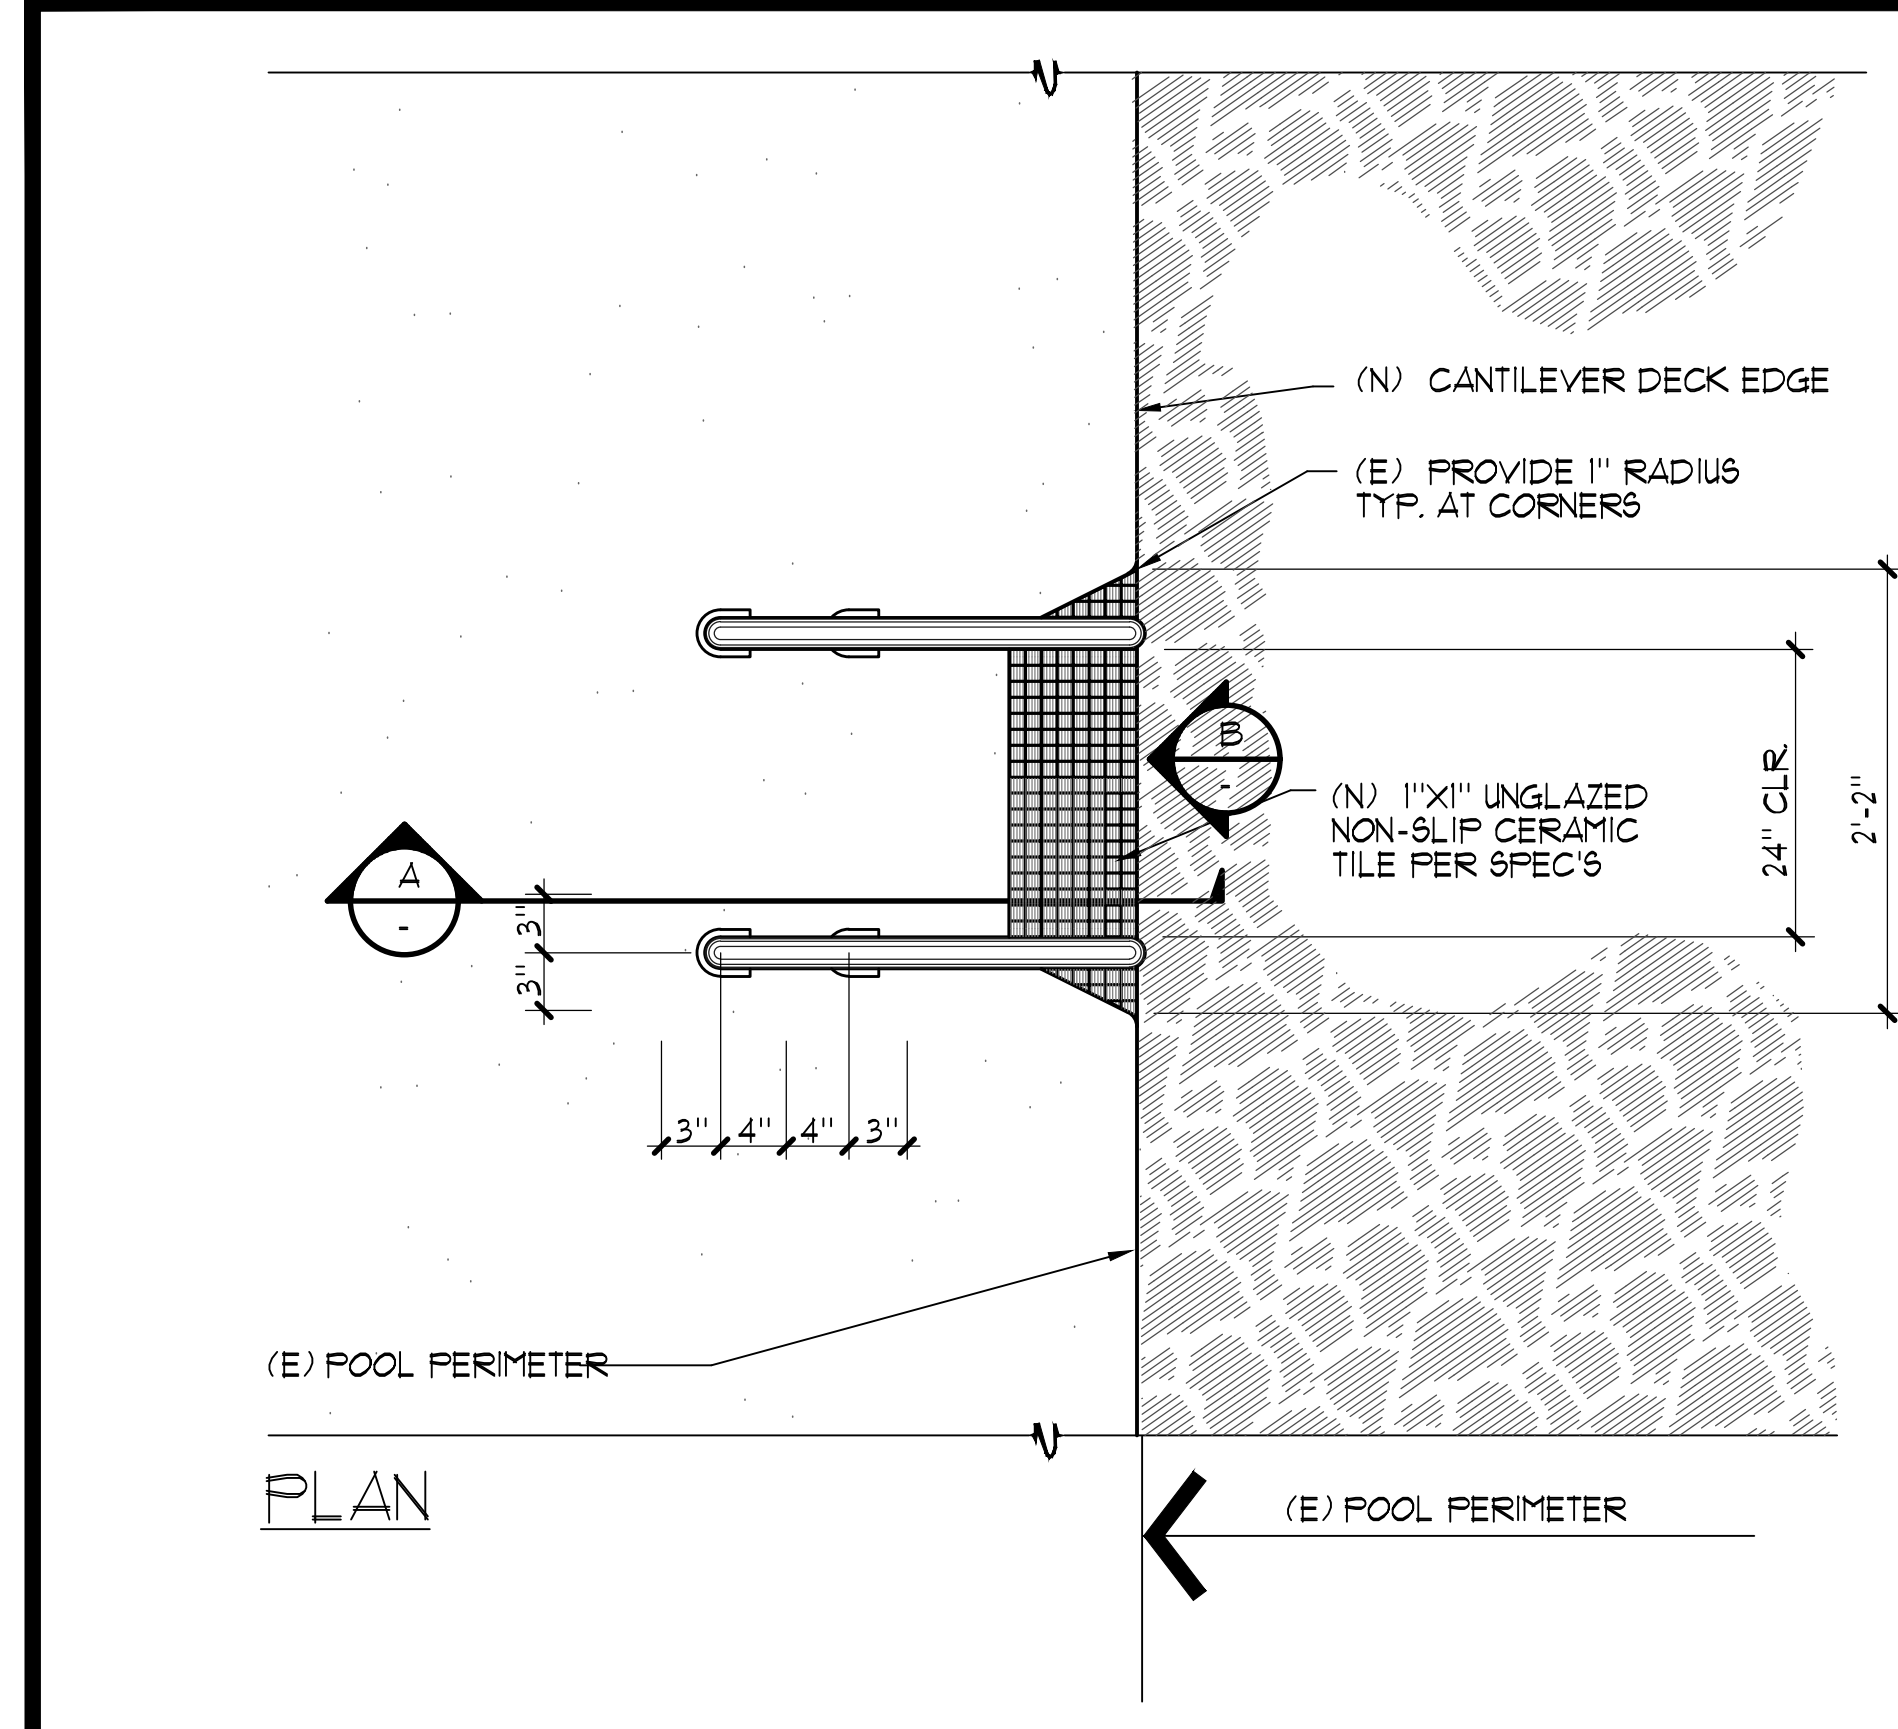 (N) CANTILEVER DECK EDGE
(E) PROVIDE 1" RADIUS
TYP. AT CORNERS
B
-
(N) 1"X1" UNGLAZED
NON-SLIP CERAMIC
TILE PER SPEC'S
24" CLR.
2'-2"
A
-
3"
3"
3" 4" 4" 3"
(E) POOL PERIMETER
PLAN
(E) POOL PERIMETER